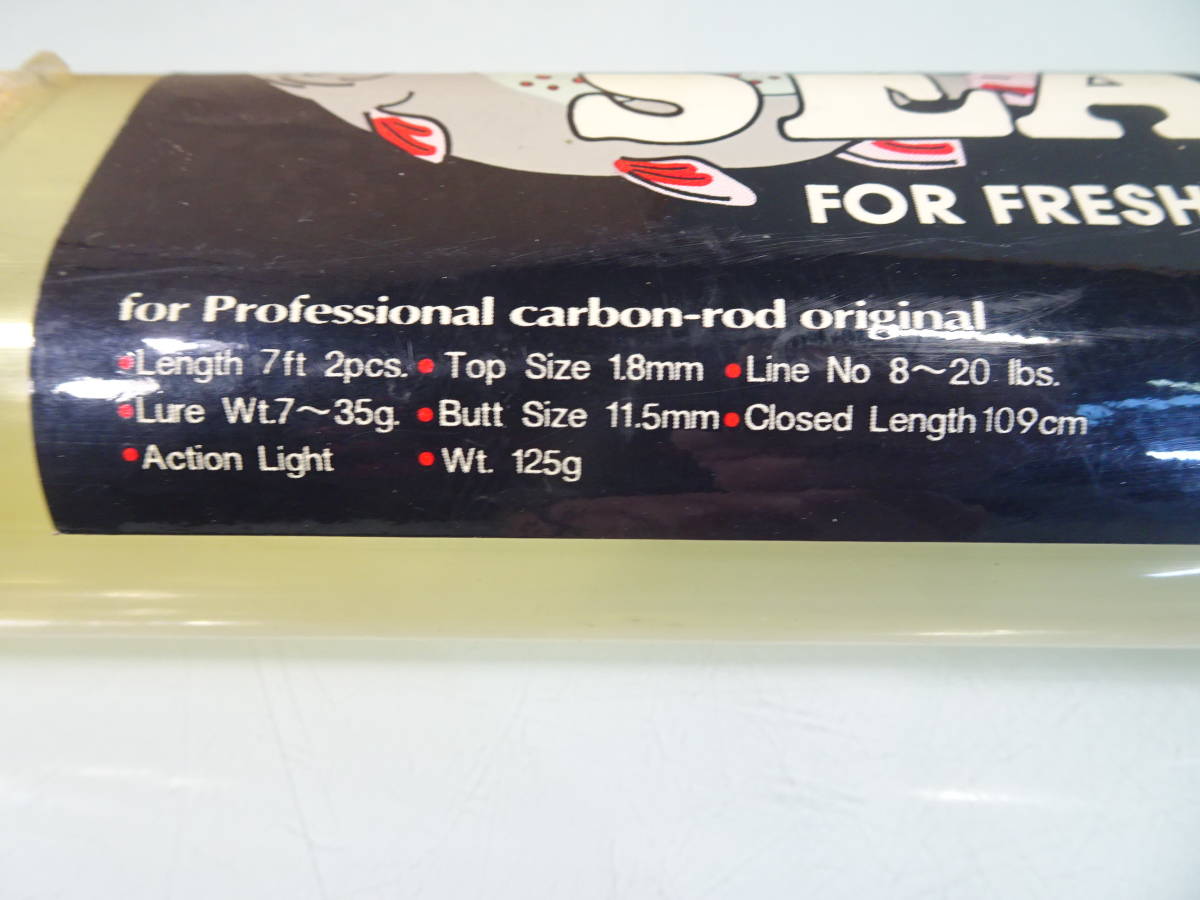 SEA
FOR FRESH
for Professional carbon-rod original
•Length 7ft 2pcs. • Top Size 1.8mm •Line No 8～20 lbs.
•Lure Wt.7～35g. •Butt Size 11.5mm •Closed Length 109cm
•Action Light •Wt. 125g